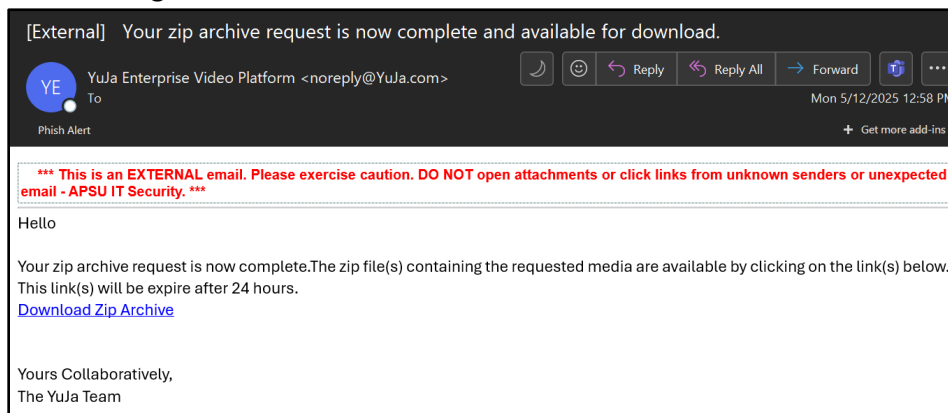 [External] Your zip archive request is now complete and available for download.
YE
YuJa Enterprise Video Platform <noreply@YuJa.com>
To
Reply
Reply All
Forward
Mon 5/12/2025 12:58 PM
Phish Alert
+ Get more add-ins
*** This is an EXTERNAL email. Please exercise caution. DO NOT open attachments or click links from unknown senders or unexpected
email - APSU IT Security. ***
Hello
Your zip archive request is now complete.The zip file(s) containing the requested media are available by clicking on the link(s) below.
This link(s) will be expire after 24 hours.
Download Zip Archive
Yours Collaboratively,
The YuJa Team